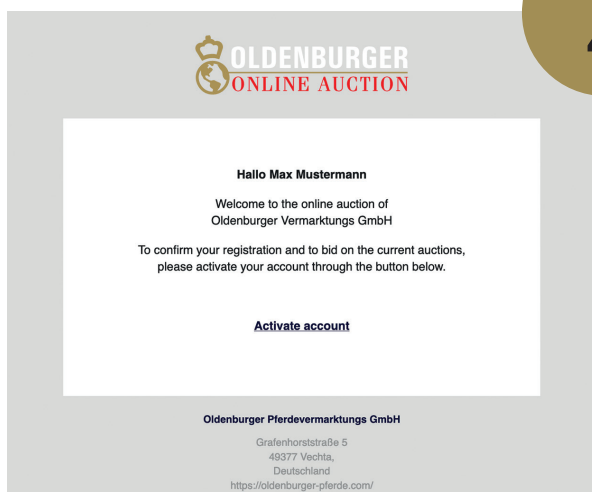 OLDENBURGER
ONLINE AUCTION
Hallo Max Mustermann
Welcome to the online auction of
Oldenburger Vermarktungs GmbH
To confirm your registration and to bid on the current auctions,
please activate your account through the button below.
Activate account
Oldenburger Pferdevermarktungs GmbH
Grafenhorststraße 5
49377 Vechta,
Deutschland
https://oldenburger-pferde.com/